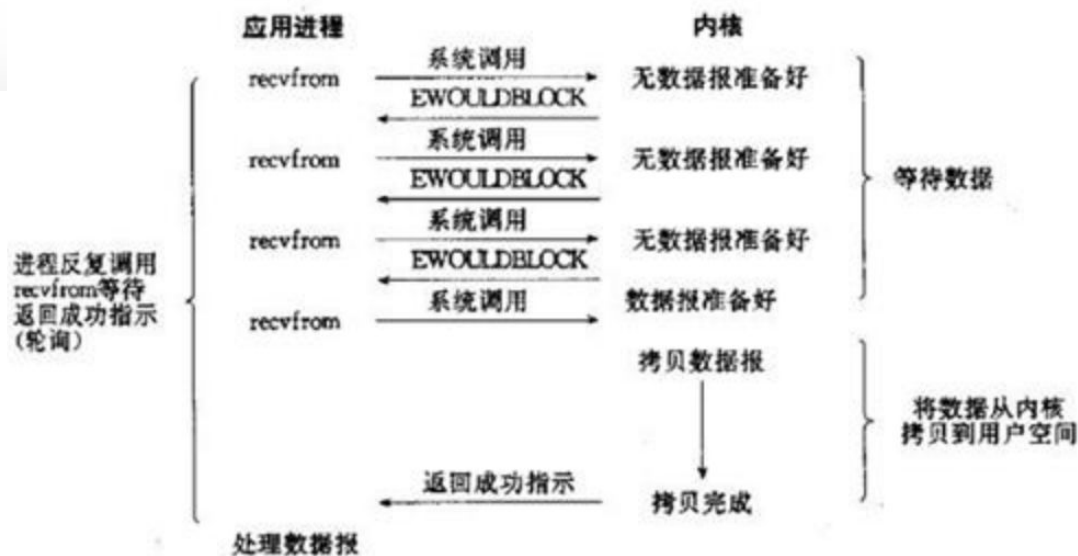 应用进程
内核
recvfrom
系统调用
无数据报准备好
EWOULDBLOCK
recvfrom
系统调用
无数据报准备好
EWOULDBLOCK
等待数据
recvfrom
系统调用
无数据报准备好
EWOULDBLOCK
进程反复调用
recvfrom等待
返回成功指示
(轮询)
recvfrom
系统调用
数据报准备好
拷贝数据报
将数据从内核
拷贝到用户空间
返回成功指示
拷贝完成
处理数据报